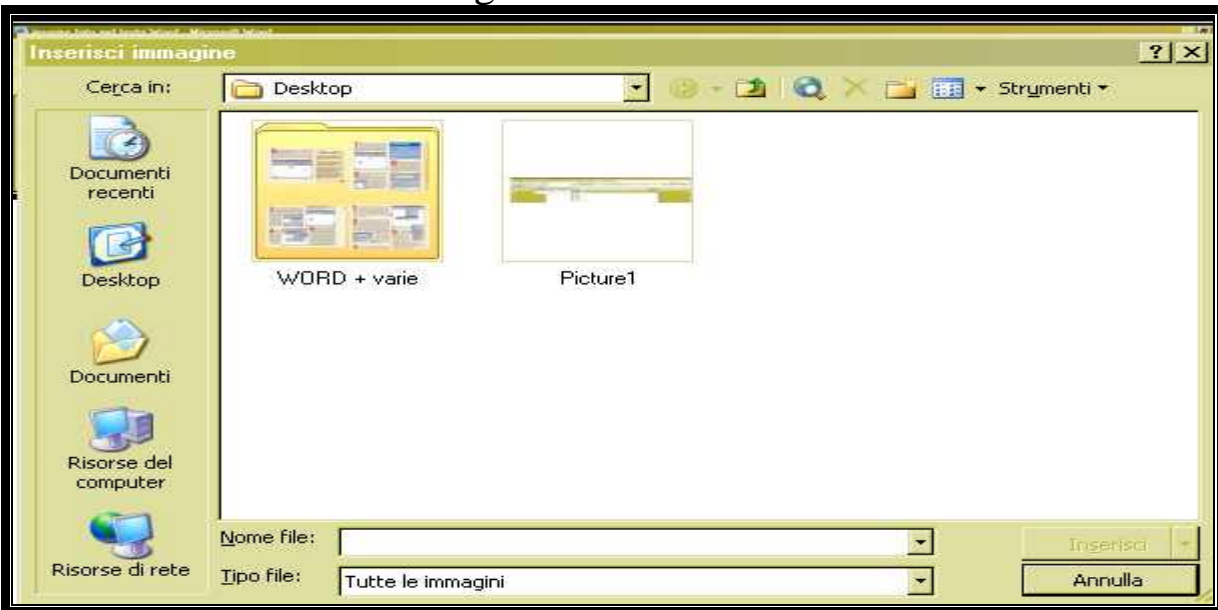 Inserisci immagine
Cerca in:
Desktop
Strumenti
Documenti
recenti
Desktop
Documenti
Risorse del
computer
Risorse di rete
WORD + varie
Picture1
Nome file:
Inserisci
Tipo file:
Tutte le immagini
Annulla